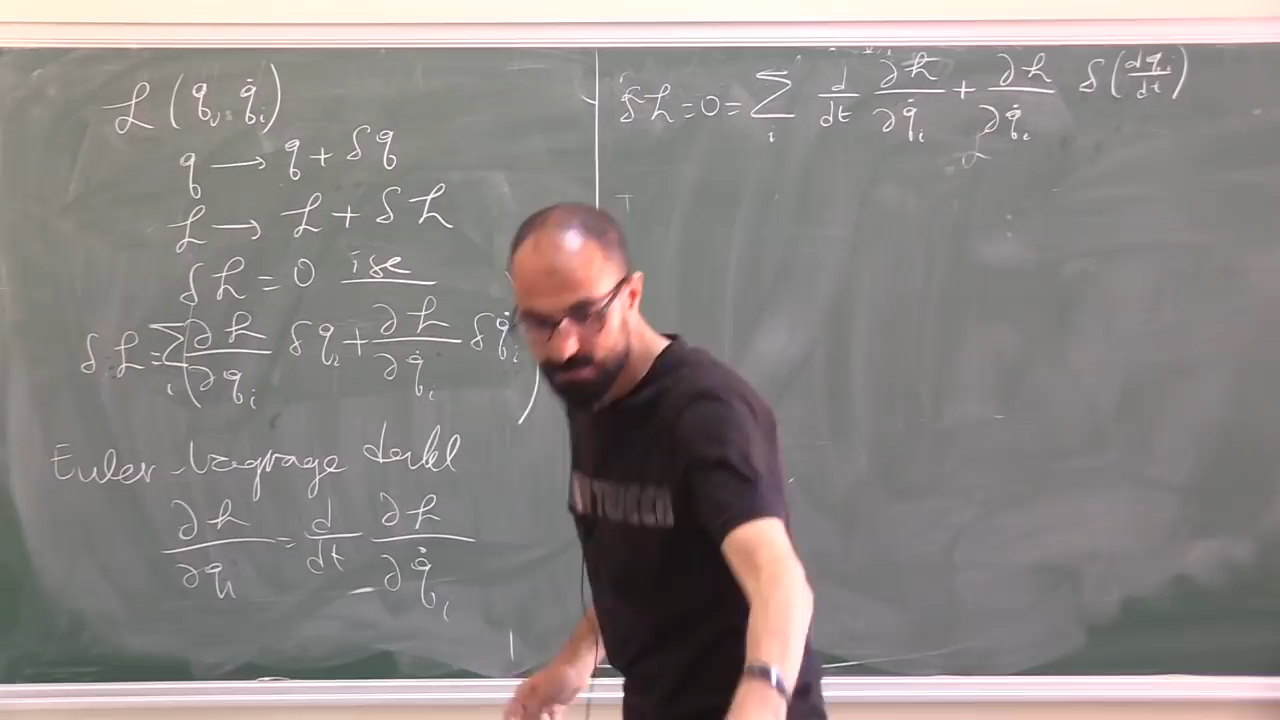 ℒ(qᵢ, q̇ᵢ)
q → q + δq
ℒ → ℒ + δℒ
δℒ = 0 ise
δℒ = Σᵢ (∂ℒ/∂qᵢ δqᵢ + ∂ℒ/∂q̇ᵢ δq̇ᵢ)
Euler-Lagrange denkl
∂ℒ/∂qᵢ = d/dt ∂ℒ/∂q̇ᵢ
δℒ = 0 = Σᵢ d/dt ∂ℒ/∂q̇ᵢ + ∂ℒ/∂q̇ᵢ δ(dqᵢ/dt)